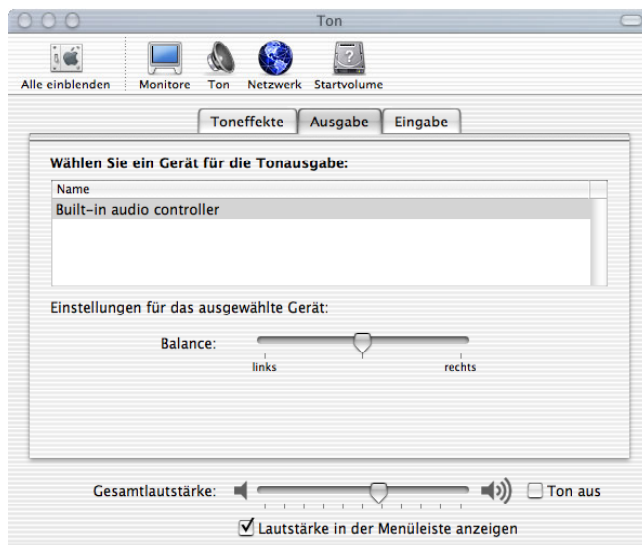 Ton
Alle einblenden Monitore Ton Netzwerk Startvolume
Toneffekte Ausgabe Eingabe
Wählen Sie ein Gerät für die Tonausgabe:
Name
Built-in audio controller
Einstellungen für das ausgewählte Gerät:
Balance:
links rechts
Gesamtlautstärke: Ton aus
Lautstärke in der Menüleiste anzeigen